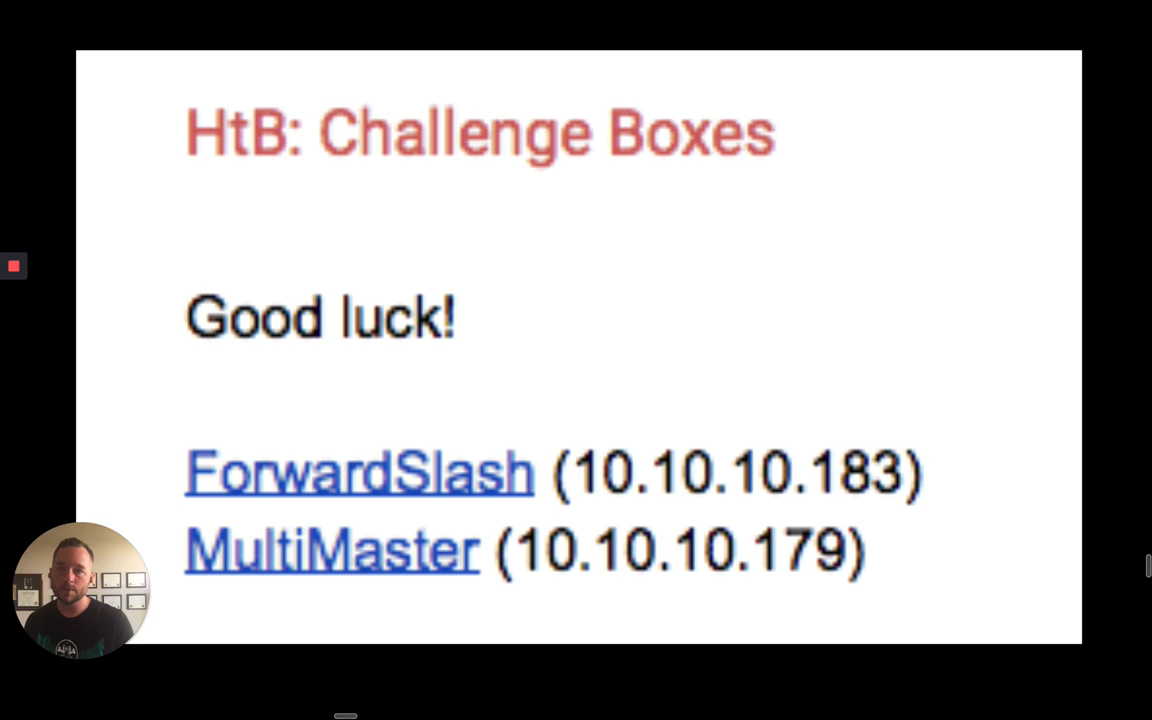 HtB: Challenge Boxes
Good luck!
ForwardSlash (10.10.10.183)
MultiMaster (10.10.10.179)